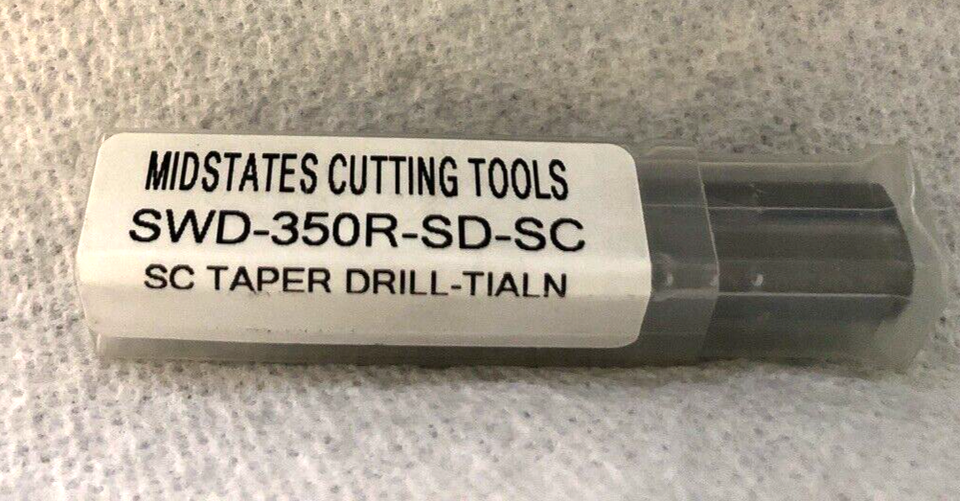 MIDSTATES CUTTING TOOLS
SWD-350R-SD-SC
SC TAPER DRILL-TIALN